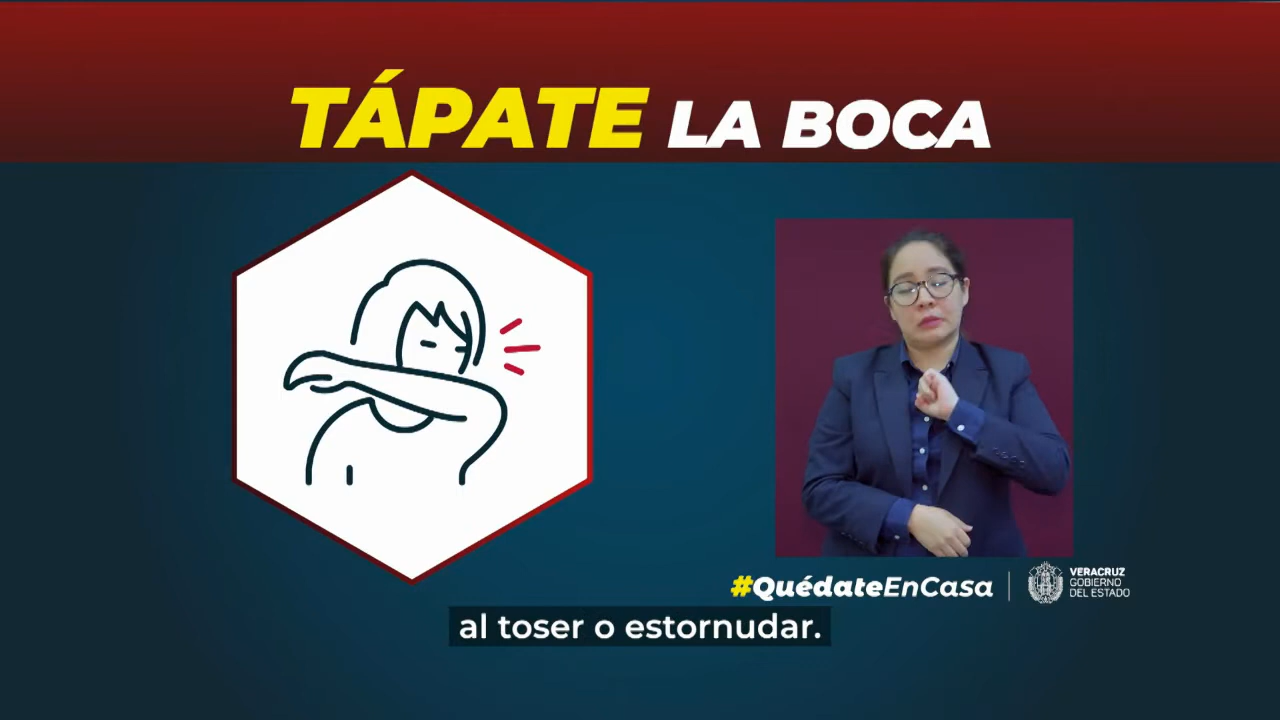 TÁPATE LA BOCA
#QuédateEnCasa
VERACRUZ
GOBIERNO
DEL ESTADO
al toser o estornudar.